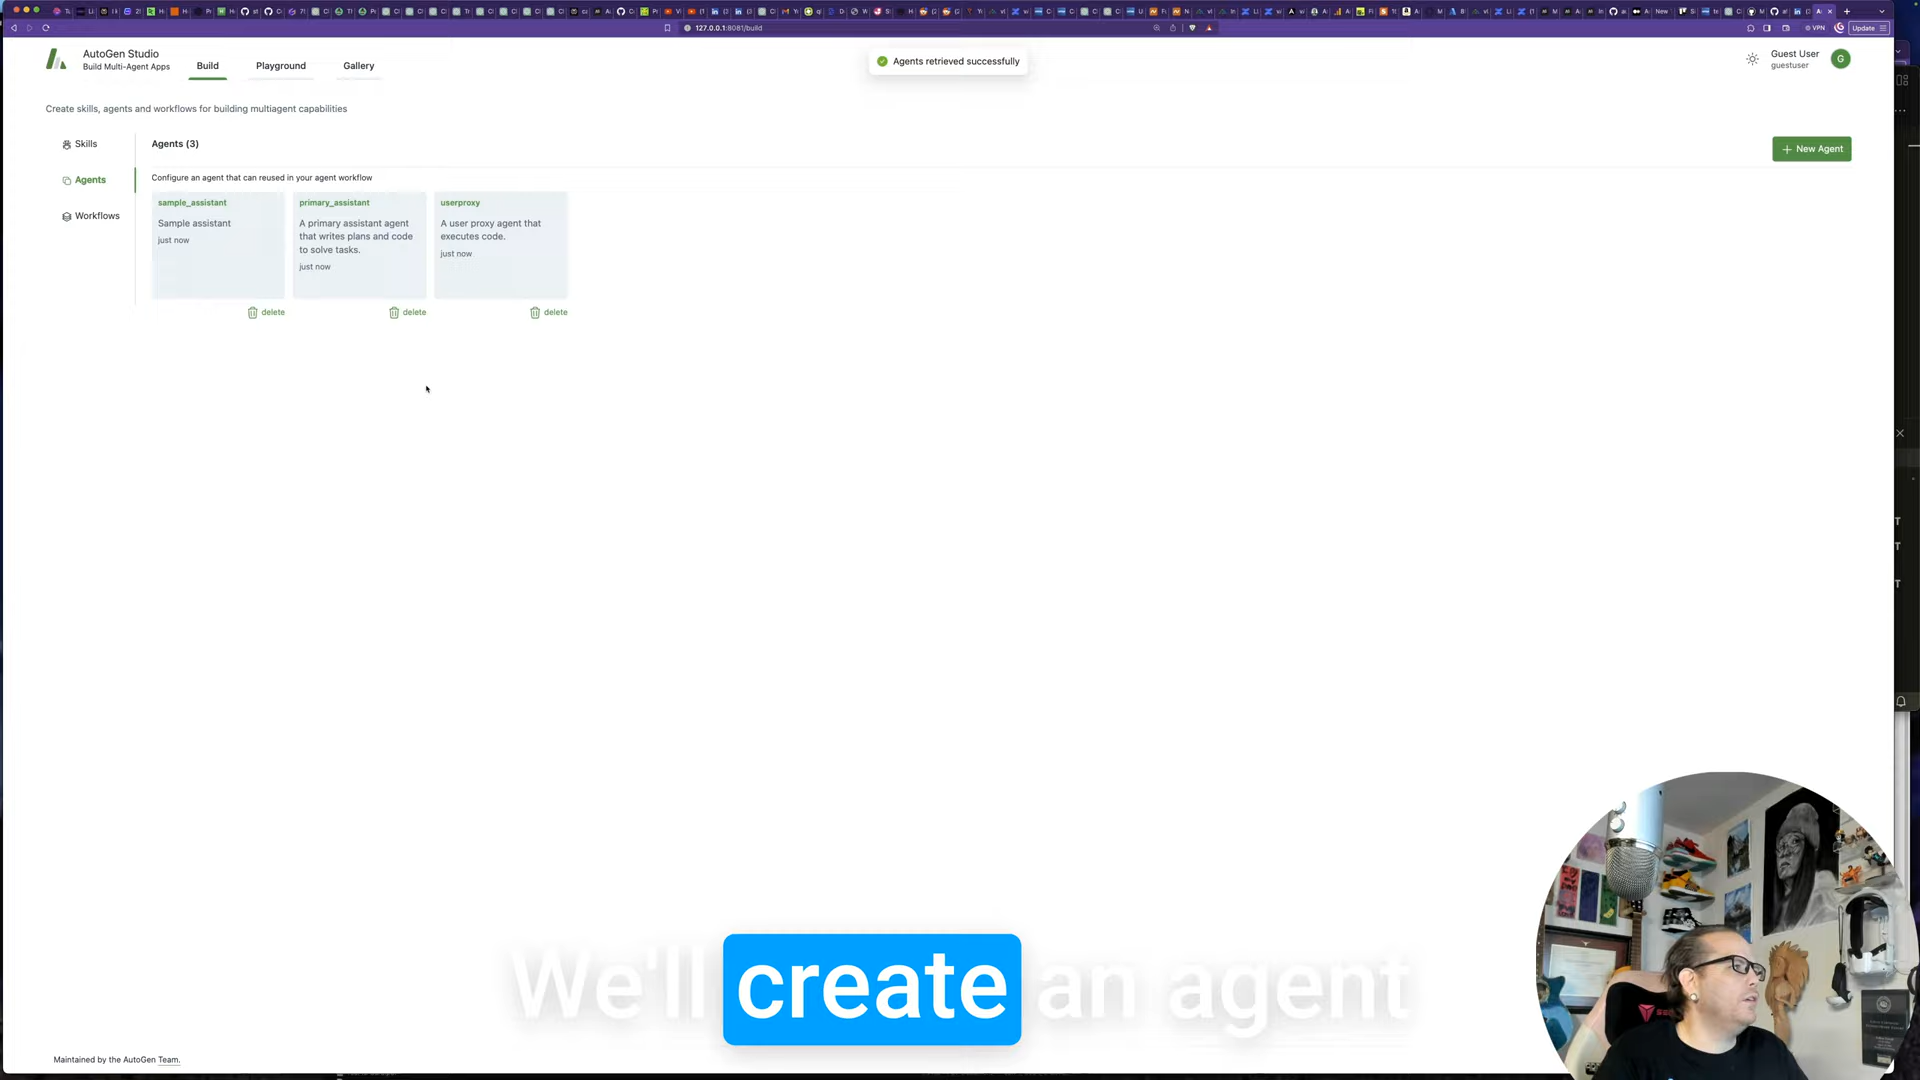 127.0.0.1:8081/build
VPN
Update
AutoGen Studio
Build Multi-Agent Apps
Build
Playground
Gallery
Agents retrieved successfully
Guest User
guestuser
G
Create skills, agents and workflows for building multiagent capabilities
Skills
Agents
Workflows
Agents (3)
New Agent
Configure an agent that can reused in your agent workflow
sample_assistant
Sample assistant
just now
delete
primary_assistant
A primary assistant agent
that writes plans and code
to solve tasks.
just now
delete
userproxy
A user proxy agent that
executes code.
just now
delete
We'll create an agent
Maintained by the AutoGen Team.